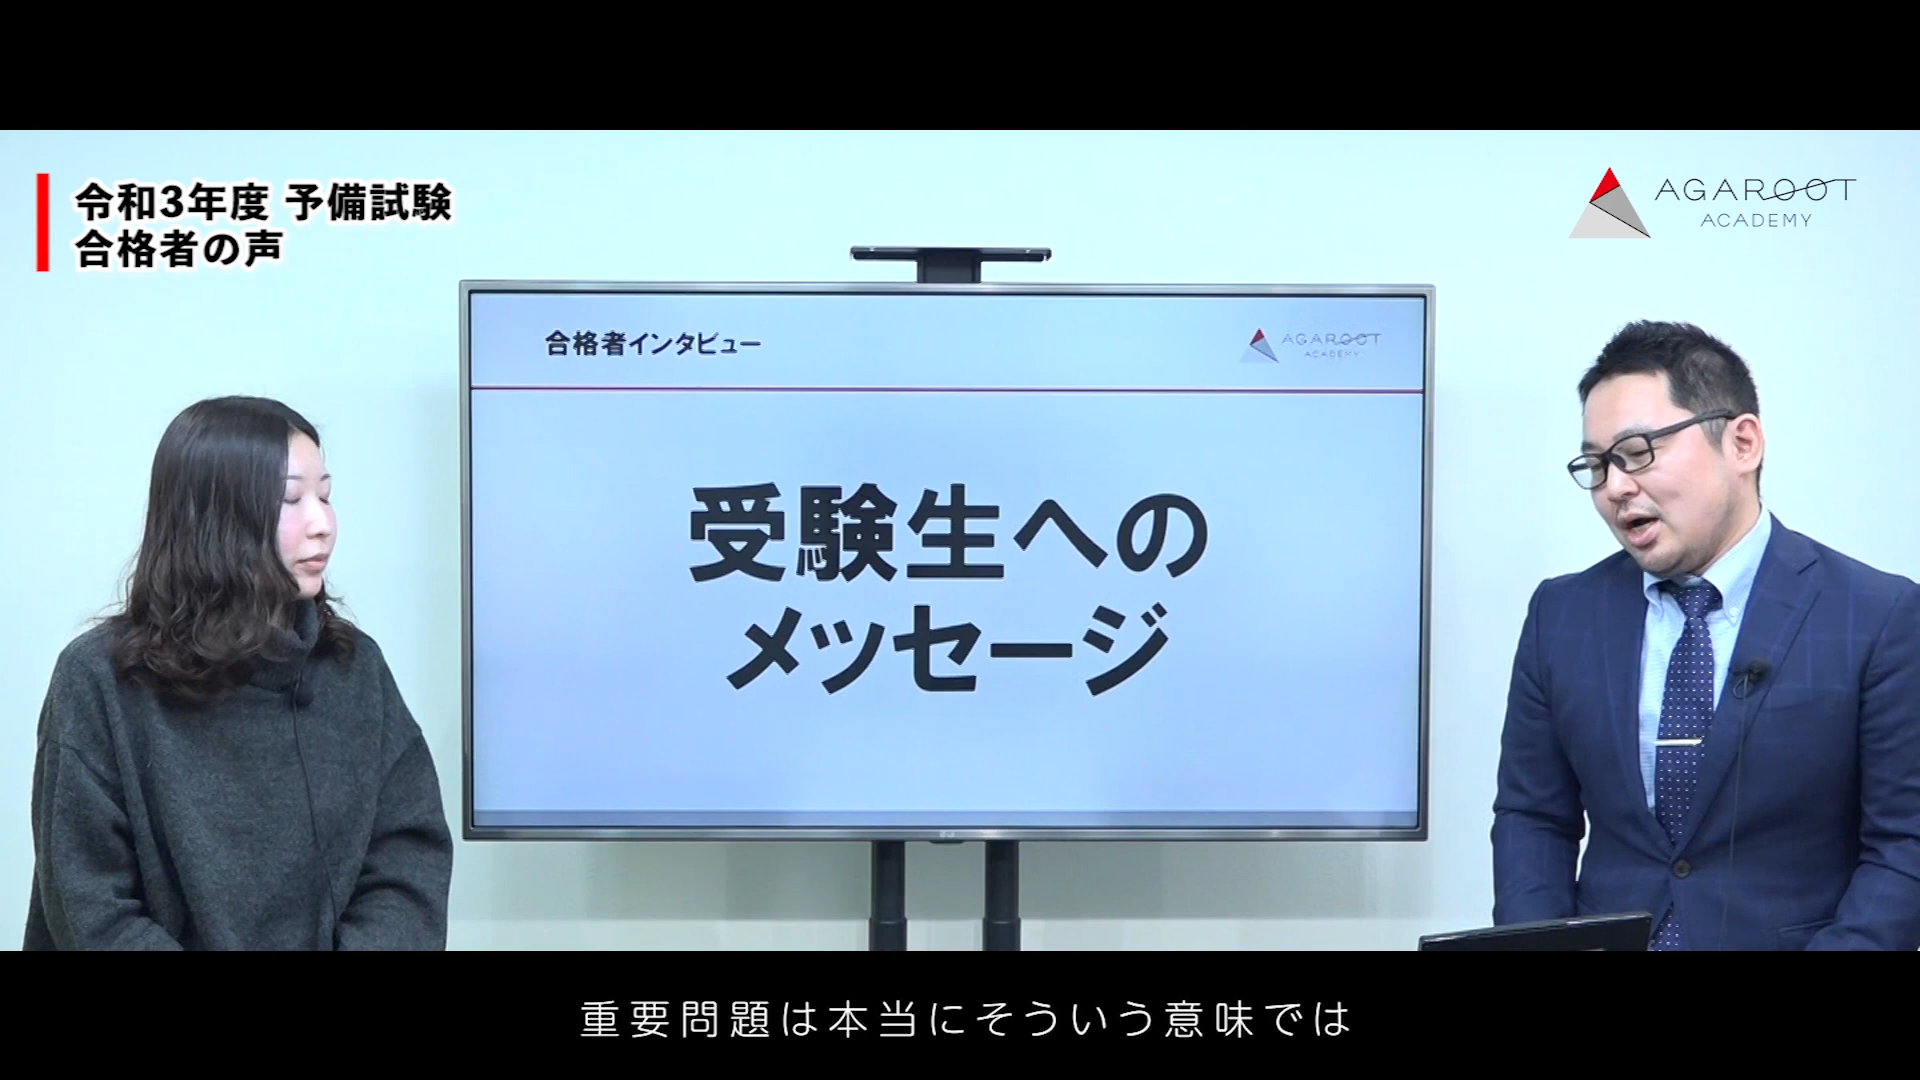 令和3年度 予備試験
合格者の声
AGAROOT
ACADEMY
合格者インタビュー
AGAROOT
ACADEMY
受験生への
メッセージ
重要問題は本当にそういう意味では